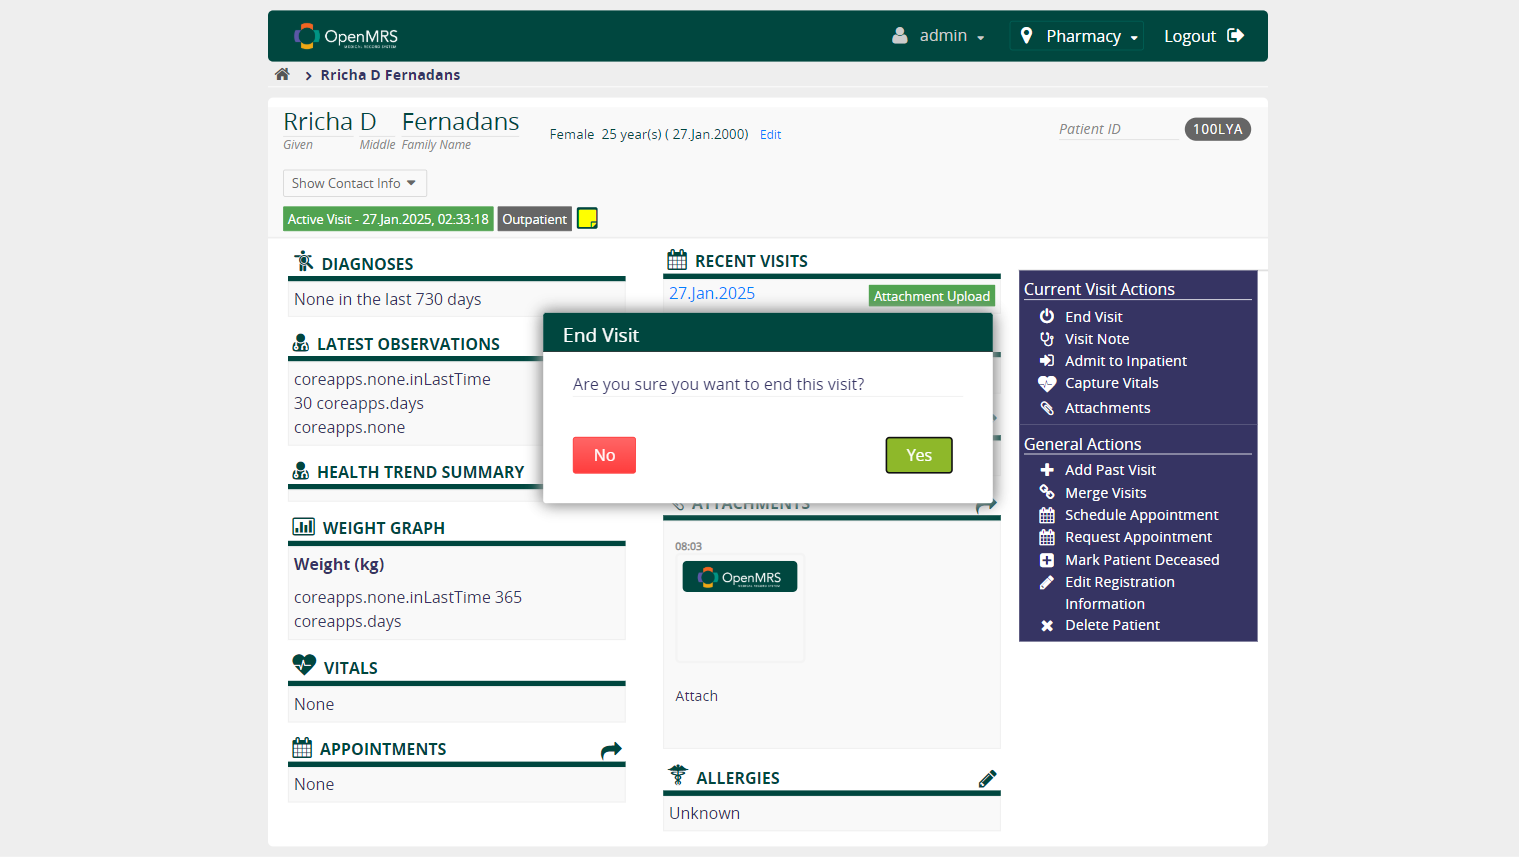 OpenMRS
MEDICAL RECORD SYSTEM
admin
Pharmacy
Logout
Rricha D Fernadans
Rricha D Fernadans
Given Middle Family Name
Female 25 year(s) ( 27.Jan.2000) Edit
Patient ID 100LYA
Show Contact Info
Active Visit - 27.Jan.2025, 02:33:18 Outpatient
DIAGNOSES
None in the last 730 days
LATEST OBSERVATIONS
coreapps.none.inLastTime
30 coreapps.days
coreapps.none
HEALTH TREND SUMMARY
WEIGHT GRAPH
Weight (kg)
coreapps.none.inLastTime 365
coreapps.days
VITALS
None
APPOINTMENTS
None
RECENT VISITS
27.Jan.2025 Attachment Upload
End Visit
Are you sure you want to end this visit?
No Yes
ATTACHMENTS
08:03
OpenMRS
MEDICAL RECORD SYSTEM
Attach
ALLERGIES
Unknown
Current Visit Actions
End Visit
Visit Note
Admit to Inpatient
Capture Vitals
Attachments
General Actions
Add Past Visit
Merge Visits
Schedule Appointment
Request Appointment
Mark Patient Deceased
Edit Registration
Information
Delete Patient